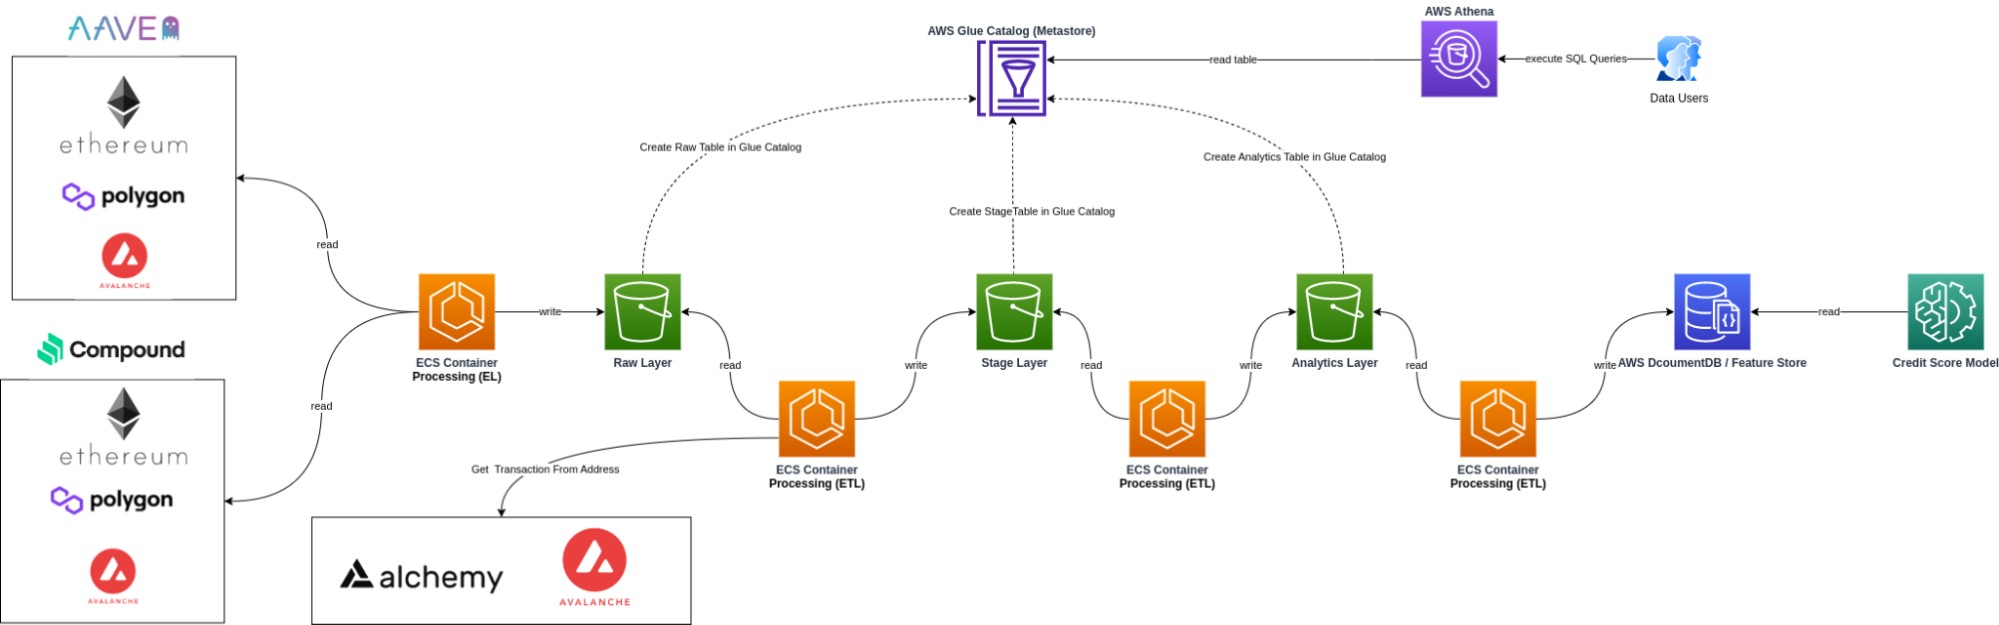 AAVE
ethereum
polygon
AVALANCHE
Compound
ethereum
polygon
AVALANCHE
read
read
ECS Container
Processing (EL)
write
Raw Layer
Create Raw Table in Glue Catalog
AWS Glue Catalog (Metastore)
read table
AWS Athena
execute SQL Queries
Data Users
Create StageTable in Glue Catalog
Create Analytics Table in Glue Catalog
read
ECS Container
Processing (ETL)
Get Transaction From Address
alchemy
AVALANCHE
write
Stage Layer
read
ECS Container
Processing (ETL)
write
Analytics Layer
read
ECS Container
Processing (ETL)
write
AWS DcoumentDB / Feature Store
read
Credit Score Model